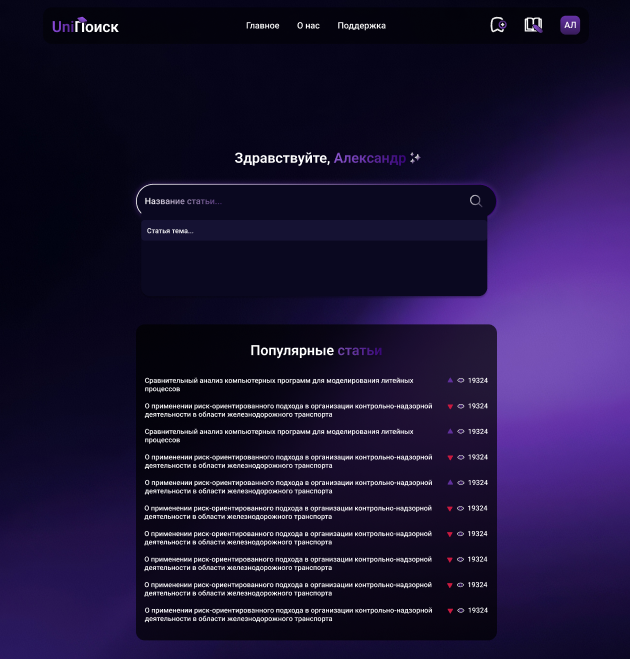 UniПоиск
Главное О нас Поддержка
АЛ
Здравствуйте, Александр
Название статьи...
Статья тема...
Популярные статьи
Сравнительный анализ компьютерных программ для моделирования литейных
процессов
19324
О применении риск-ориентированного подхода в организации контрольно-надзорной
деятельности в области железнодорожного транспорта
19324
Сравнительный анализ компьютерных программ для моделирования литейных
процессов
19324
О применении риск-ориентированного подхода в организации контрольно-надзорной
деятельности в области железнодорожного транспорта
19324
О применении риск-ориентированного подхода в организации контрольно-надзорной
деятельности в области железнодорожного транспорта
19324
О применении риск-ориентированного подхода в организации контрольно-надзорной
деятельности в области железнодорожного транспорта
19324
О применении риск-ориентированного подхода в организации контрольно-надзорной
деятельности в области железнодорожного транспорта
19324
О применении риск-ориентированного подхода в организации контрольно-надзорной
деятельности в области железнодорожного транспорта
19324
О применении риск-ориентированного подхода в организации контрольно-надзорной
деятельности в области железнодорожного транспорта
19324
О применении риск-ориентированного подхода в организации контрольно-надзорной
деятельности в области железнодорожного транспорта
19324